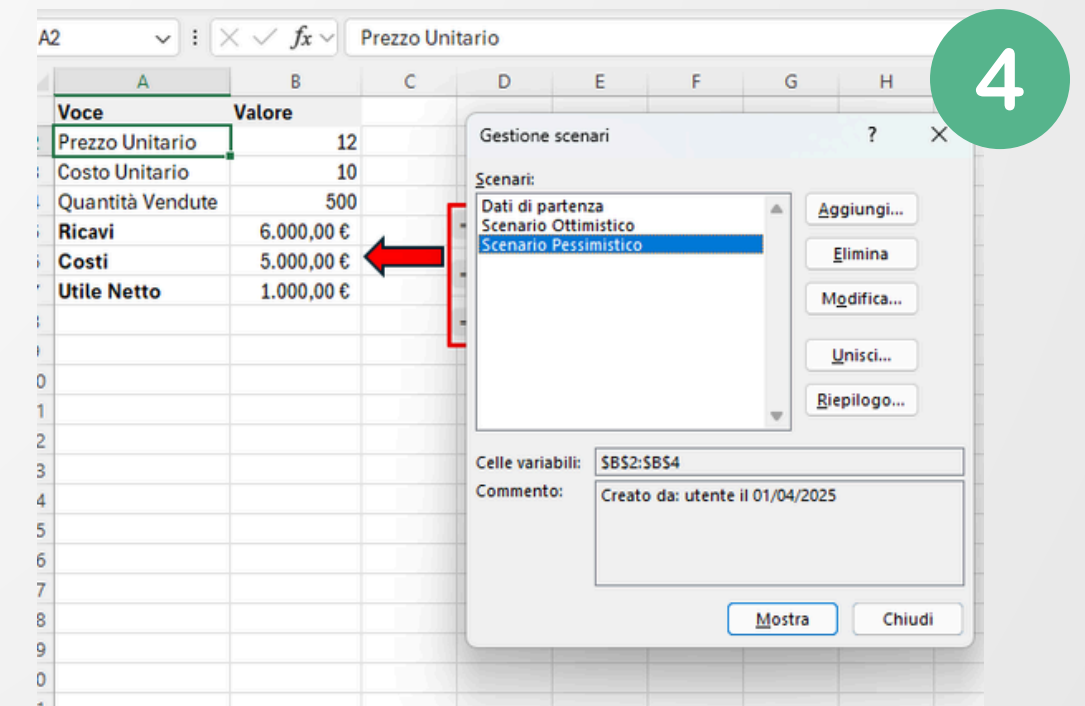 4
A2 fx Prezzo Unitario
A B C D E F G H
Voce Valore
Prezzo Unitario 12
Costo Unitario 10
Quantità Vendute 500
Ricavi 6.000,00 €
Costi 5.000,00 €
Utile Netto 1.000,00 €
Gestione scenari ? ×
Scenari:
Dati di partenza
Scenario Ottimistico
Scenario Pessimistico
Aggiungi...
Elimina
Modifica...
Unisci...
Riepilogo...
Celle variabili: $B$2:$B$4
Commento: Creato da: utente il 01/04/2025
Mostra Chiudi